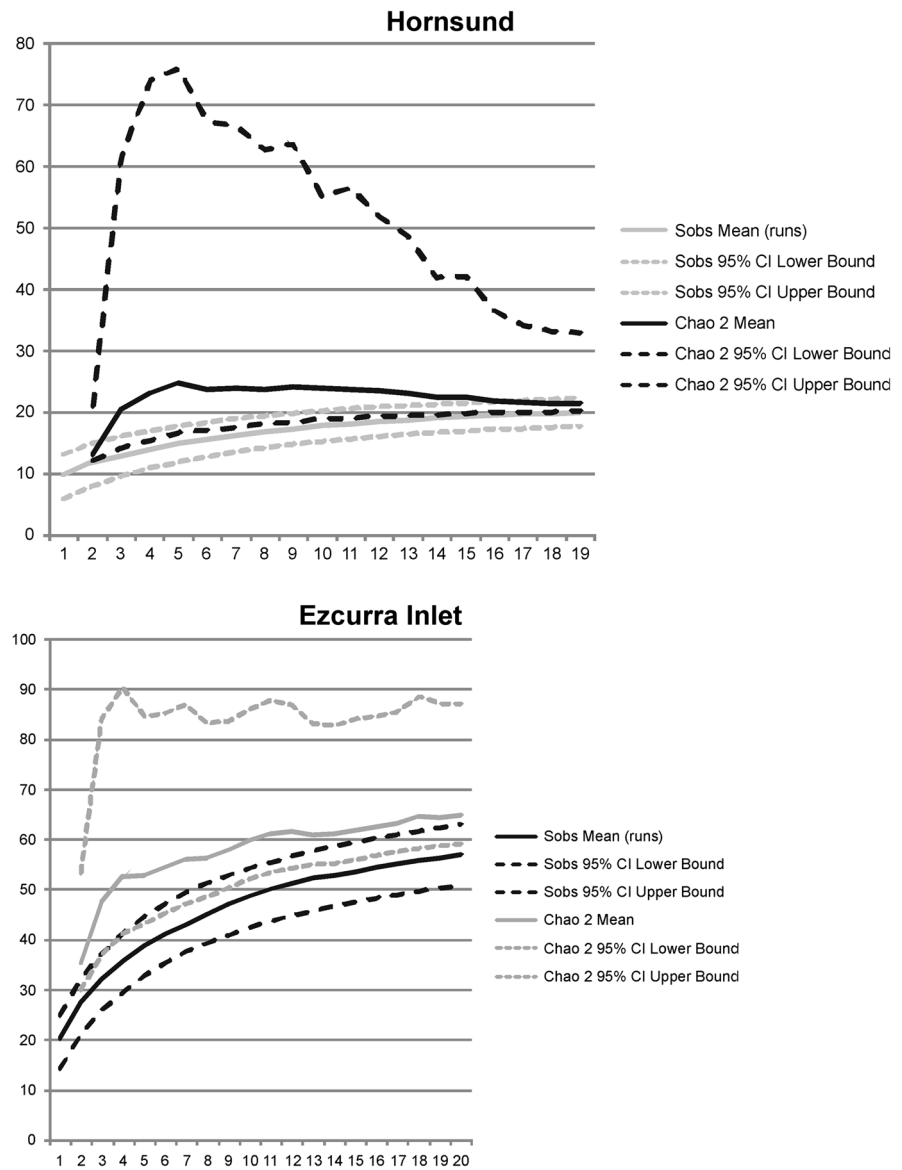 Hornsund
80
70
60
50
40
30
20
10
0
1 2 3 4 5 6 7 8 9 10 11 12 13 14 15 16 17 18 19
Sobs Mean (runs)
Sobs 95% CI Lower Bound
Sobs 95% CI Upper Bound
Chao 2 Mean
Chao 2 95% CI Lower Bound
Chao 2 95% CI Upper Bound
Ezcurra Inlet
100
90
80
70
60
50
40
30
20
10
0
1 2 3 4 5 6 7 8 9 10 11 12 13 14 15 16 17 18 19 20
Sobs Mean (runs)
Sobs 95% CI Lower Bound
Sobs 95% CI Upper Bound
Chao 2 Mean
Chao 2 95% CI Lower Bound
Chao 2 95% CI Upper Bound